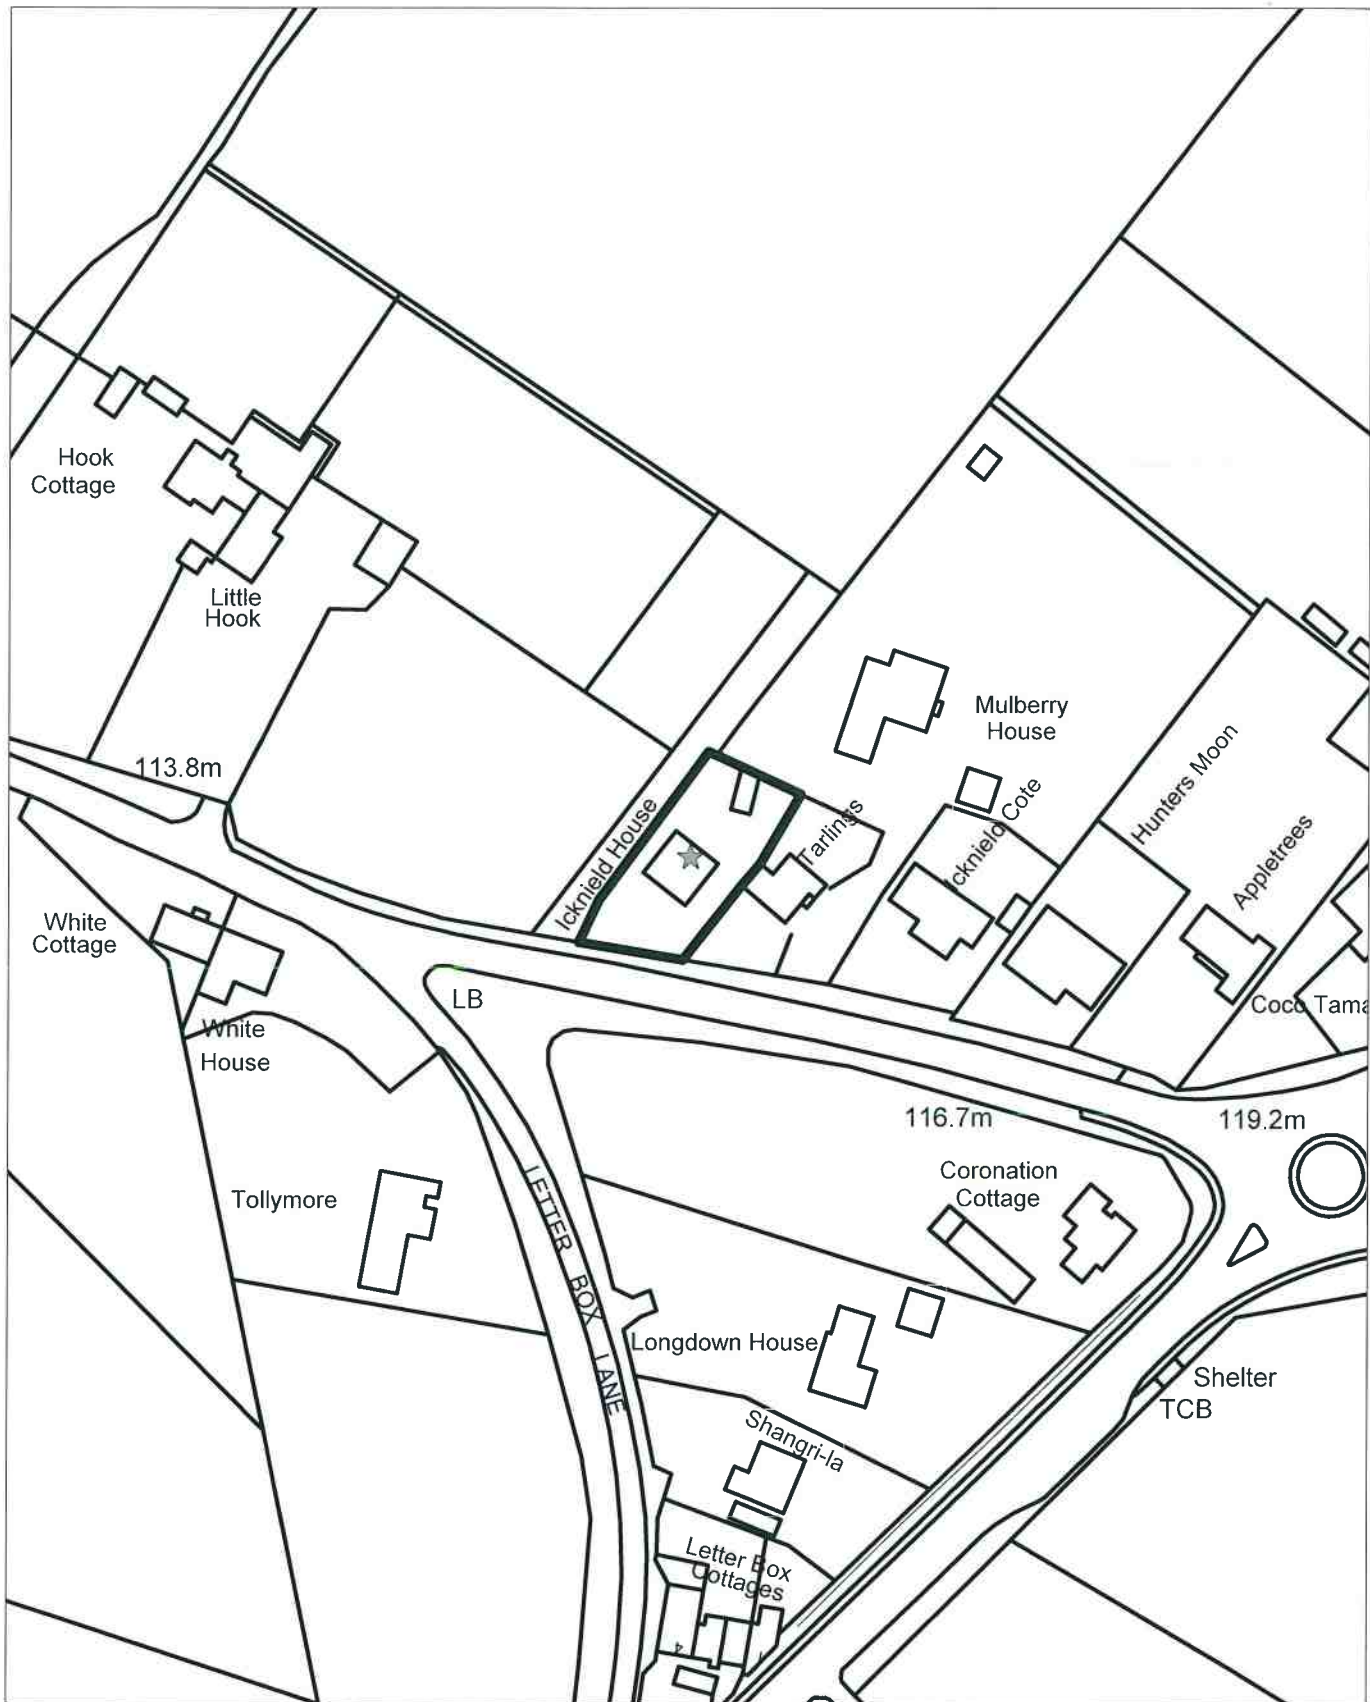 Hook
Cottage
Little
Hook
113.8m
Mulberry
House
Hunters Moon
Icknield Cote
Icknield House
Tarlings
Appletrees
White
Cottage
LB
Coco Tama
White
House
116.7m
119.2m
Coronation
Cottage
Tollymore
LETTER BOX LANE
Longdown House
Shelter
TCB
Shangri-la
Letter Box
Cottages
4
1